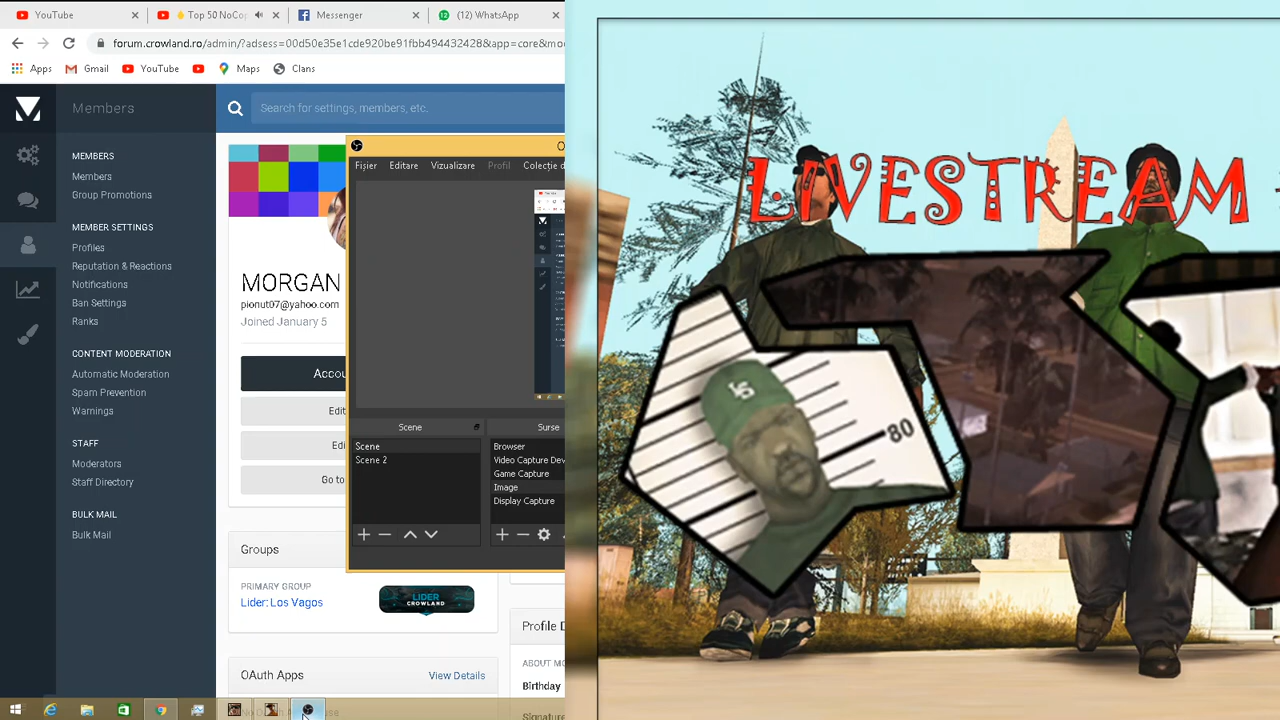 YouTube
Top 50 NoCo
Messenger
(12) WhatsApp
forum.crowland.ro/admin/?adsess=00d50e35e1cde920be91fbb494432428&app=core&mo
Apps
Gmail
YouTube
Maps
Clans
Members
Search for settings, members, etc.
MEMBERS
Members
Group Promotions
MEMBER SETTINGS
Profiles
Reputation & Reactions
Notifications
Ban Settings
Ranks
CONTENT MODERATION
Automatic Moderation
Spam Prevention
Warnings
STAFF
Moderators
Staff Directory
BULK MAIL
Bulk Mail
MORGAN
pionut07@yahoo.com
Joined January 5
Accou
Edit
Edi
Go to
Groups
PRIMARY GROUP
Lider: Los Vagos
LIDER
CROWLAND
OAuth Apps
View Details
Profile D
ABOUT M
Birthday
Signature
O
Fișier
Editare
Vizualizare
Profil
Colecție d
Scene
Surse
Scene
Scene 2
Browser
Video Capture Dev
Game Capture
Image
Display Capture
LIVESTREAM
LS
80